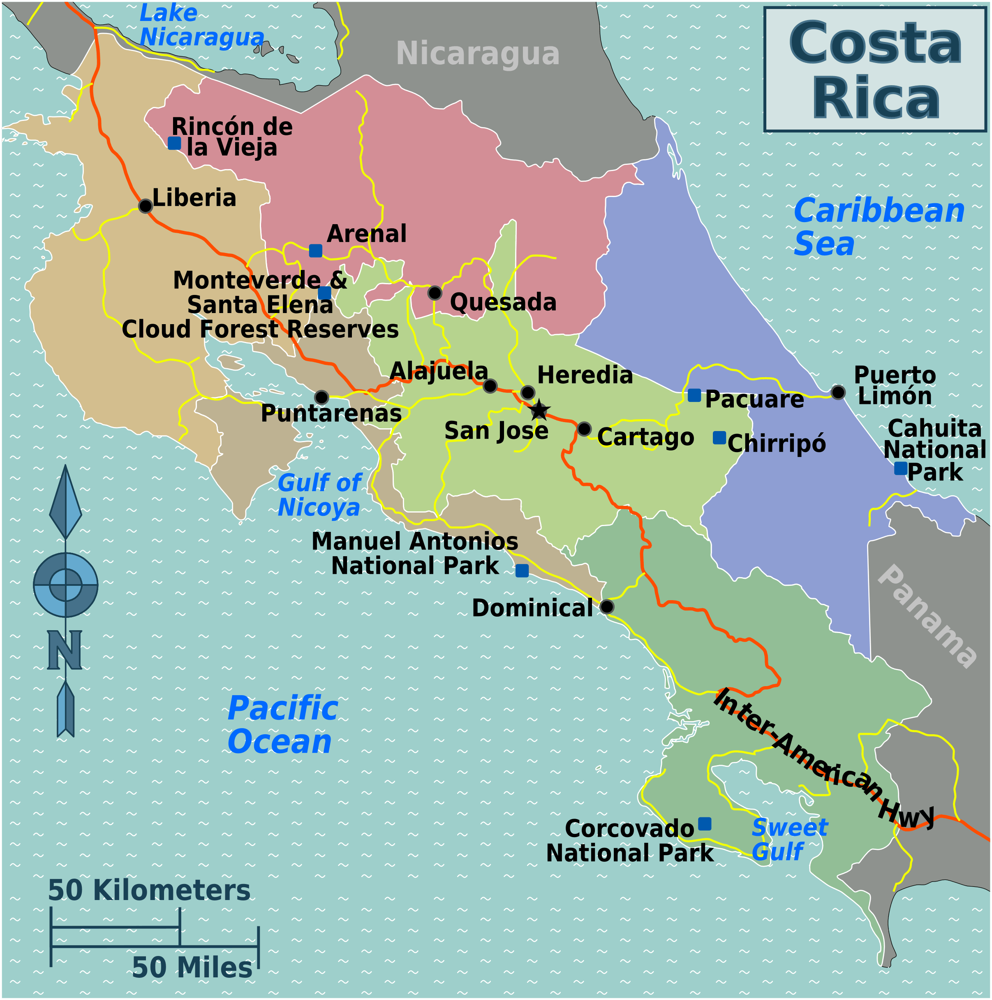 Costa
Rica
Lake
Nicaragua
Nicaragua
Rincón de
la Vieja
Liberia
Caribbean
Sea
Arenal
Monteverde &
Santa Elena
Cloud Forest Reserves
Quesada
Alajuela
Heredia
Puerto
Limón
Pacuare
Puntarenas
San Jose
Cartago
Chirripó
Cahuita
National
Park
Gulf of
Nicoya
Manuel Antonios
National Park
Dominical
Panama
N
Pacific
Ocean
Inter-American Hwy
Corcovado
National Park
Sweet
Gulf
50 Kilometers
50 Miles